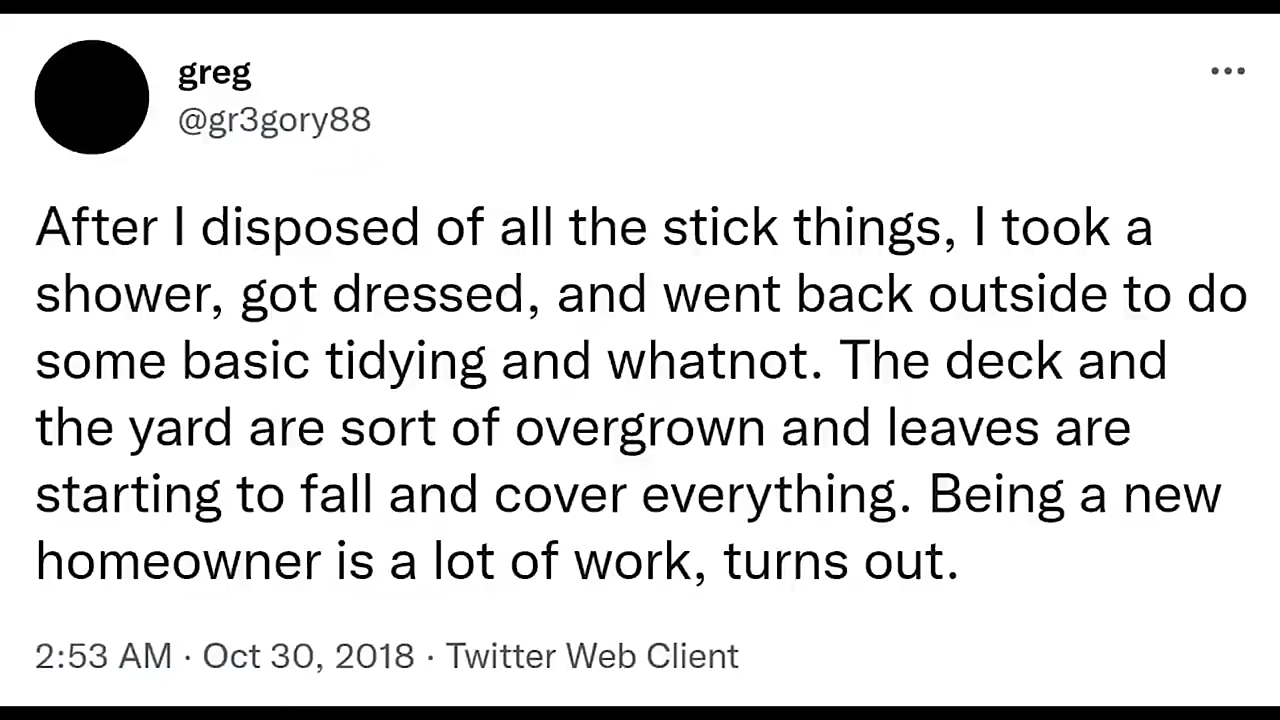 greg
@gr3gory88
After I disposed of all the stick things, I took a
shower, got dressed, and went back outside to do
some basic tidying and whatnot. The deck and
the yard are sort of overgrown and leaves are
starting to fall and cover everything. Being a new
homeowner is a lot of work, turns out.
2:53 AM · Oct 30, 2018 · Twitter Web Client